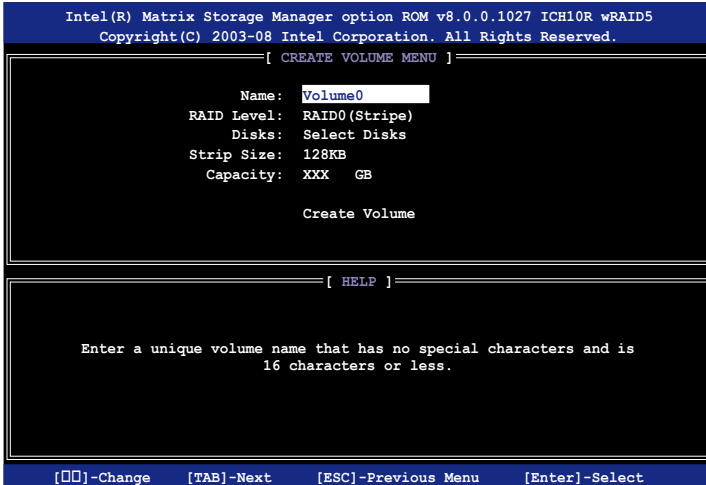 Intel(R) Matrix Storage Manager option ROM v8.0.0.1027 ICH10R wRAID5
Copyright(C) 2003-08 Intel Corporation. All Rights Reserved.
[ CREATE VOLUME MENU ]
Name: Volume0
RAID Level: RAID0(Stripe)
Disks: Select Disks
Strip Size: 128KB
Capacity: XXX GB
Create Volume
[ HELP ]
Enter a unique volume name that has no special characters and is
16 characters or less.
[▯▯]-Change [TAB]-Next [ESC]-Previous Menu [Enter]-Select